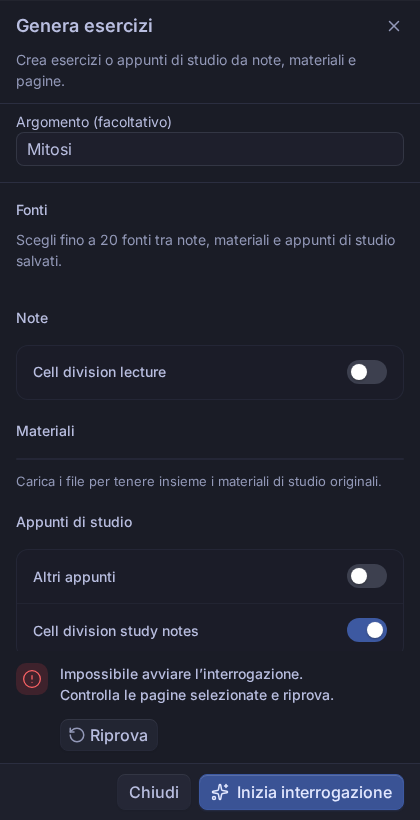 Genera esercizi
Crea esercizi o appunti di studio da note, materiali e
pagine.
Argomento (facoltativo)
Mitosi
Fonti
Scegli fino a 20 fonti tra note, materiali e appunti di studio
salvati.
Note
Cell division lecture
Materiali
Carica i file per tenere insieme i materiali di studio originali.
Appunti di studio
Altri appunti
Cell division study notes
Impossibile avviare l’interrogazione.
Controlla le pagine selezionate e riprova.
Riprova
Chiudi
Inizia interrogazione